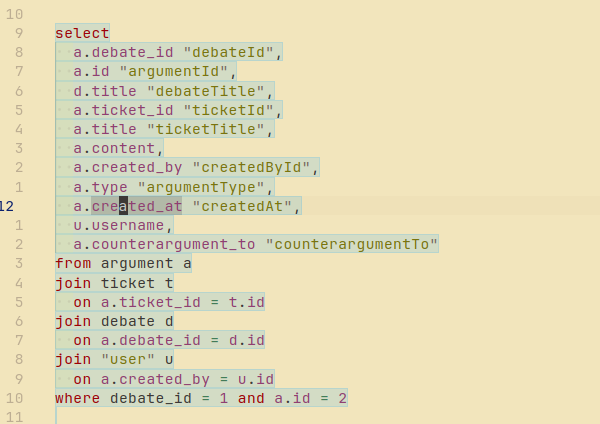 10
9 select
8 a.debate_id "debateId",
7 a.id "argumentId",
6 d.title "debateTitle",
5 a.ticket_id "ticketId",
4 a.title "ticketTitle",
3 a.content,
2 a.created_by "createdById",
1 a.type "argumentType",
12 a.created_at "createdAt",
1 u.username,
2 a.counterargument_to "counterargumentTo"
3 from argument a
4 join ticket t
5 on a.ticket_id = t.id
6 join debate d
7 on a.debate_id = d.id
8 join "user" u
9 on a.created_by = u.id
10 where debate_id = 1 and a.id = 2
11